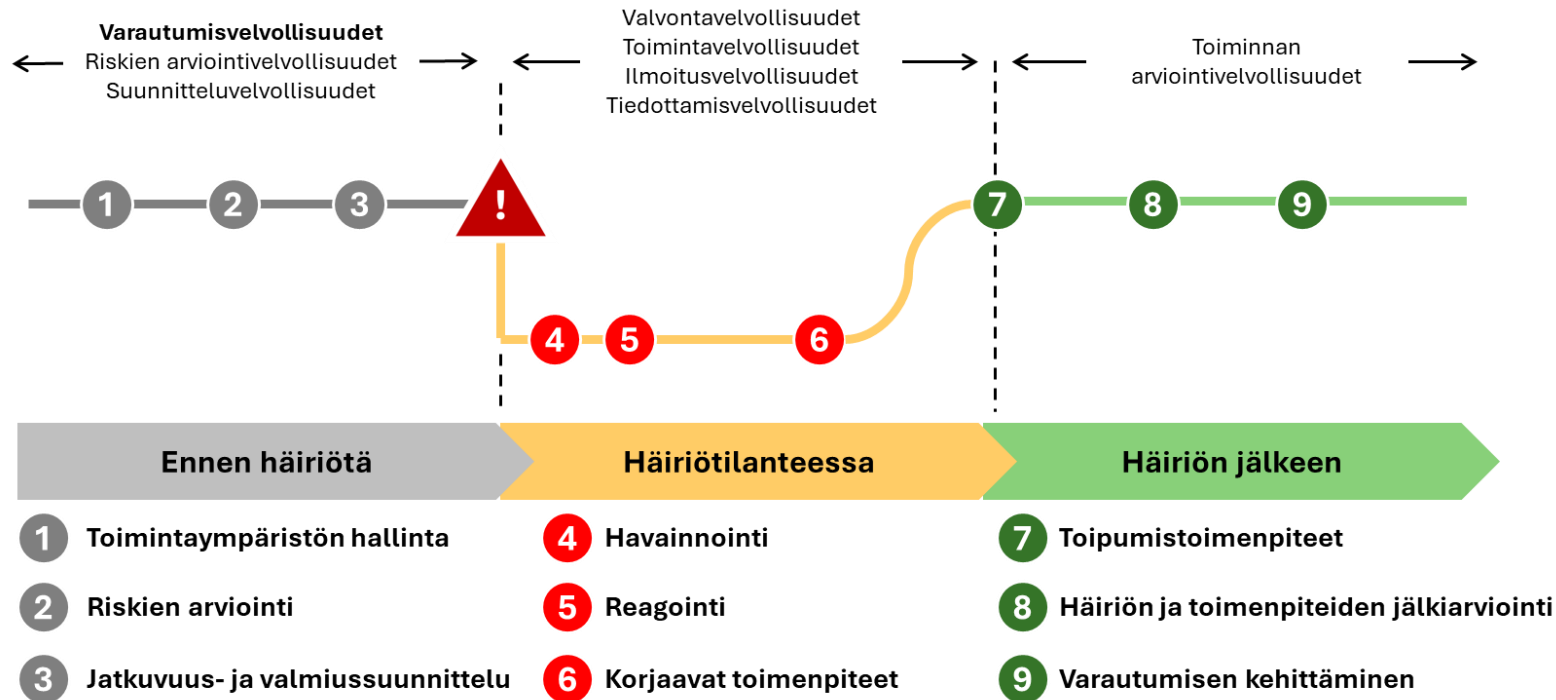 Varautumisvelvollisuudet
Riskien arviointivelvollisuudet
Suunnitteluvelvollisuudet
Valvontavelvollisuudet
Toimintavelvollisuudet
Ilmoitusvelvollisuudet
Tiedottamisvelvollisuudet
Toiminnan
arviointivelvollisuudet
1 2 3 ! 7 8 9
4 5 6
Ennen häiriötä
Häiriötilanteessa
Häiriön jälkeen
1 Toimintaympäristön hallinta
2 Riskien arviointi
3 Jatkuvuus- ja valmiussuunnittelu
4 Havainnointi
5 Reagointi
6 Korjaavat toimenpiteet
7 Toipumistoimenpiteet
8 Häiriön ja toimenpiteiden jälkiarviointi
9 Varautumisen kehittäminen